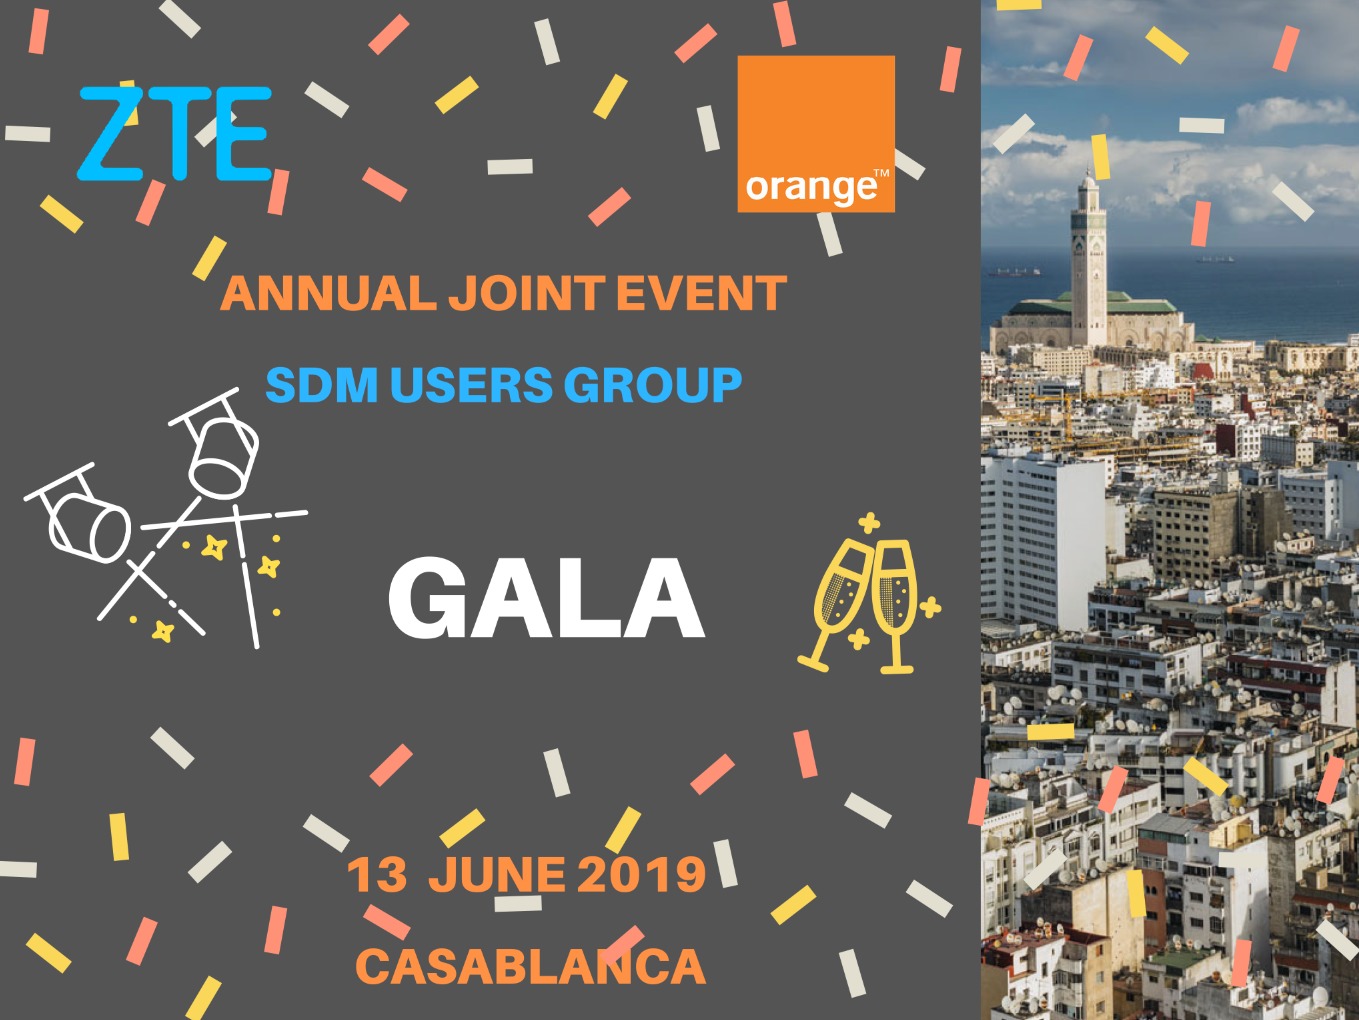 ZTE
orange™
ANNUAL JOINT EVENT
SDM USERS GROUP
GALA
13 JUNE 2019
CASABLANCA